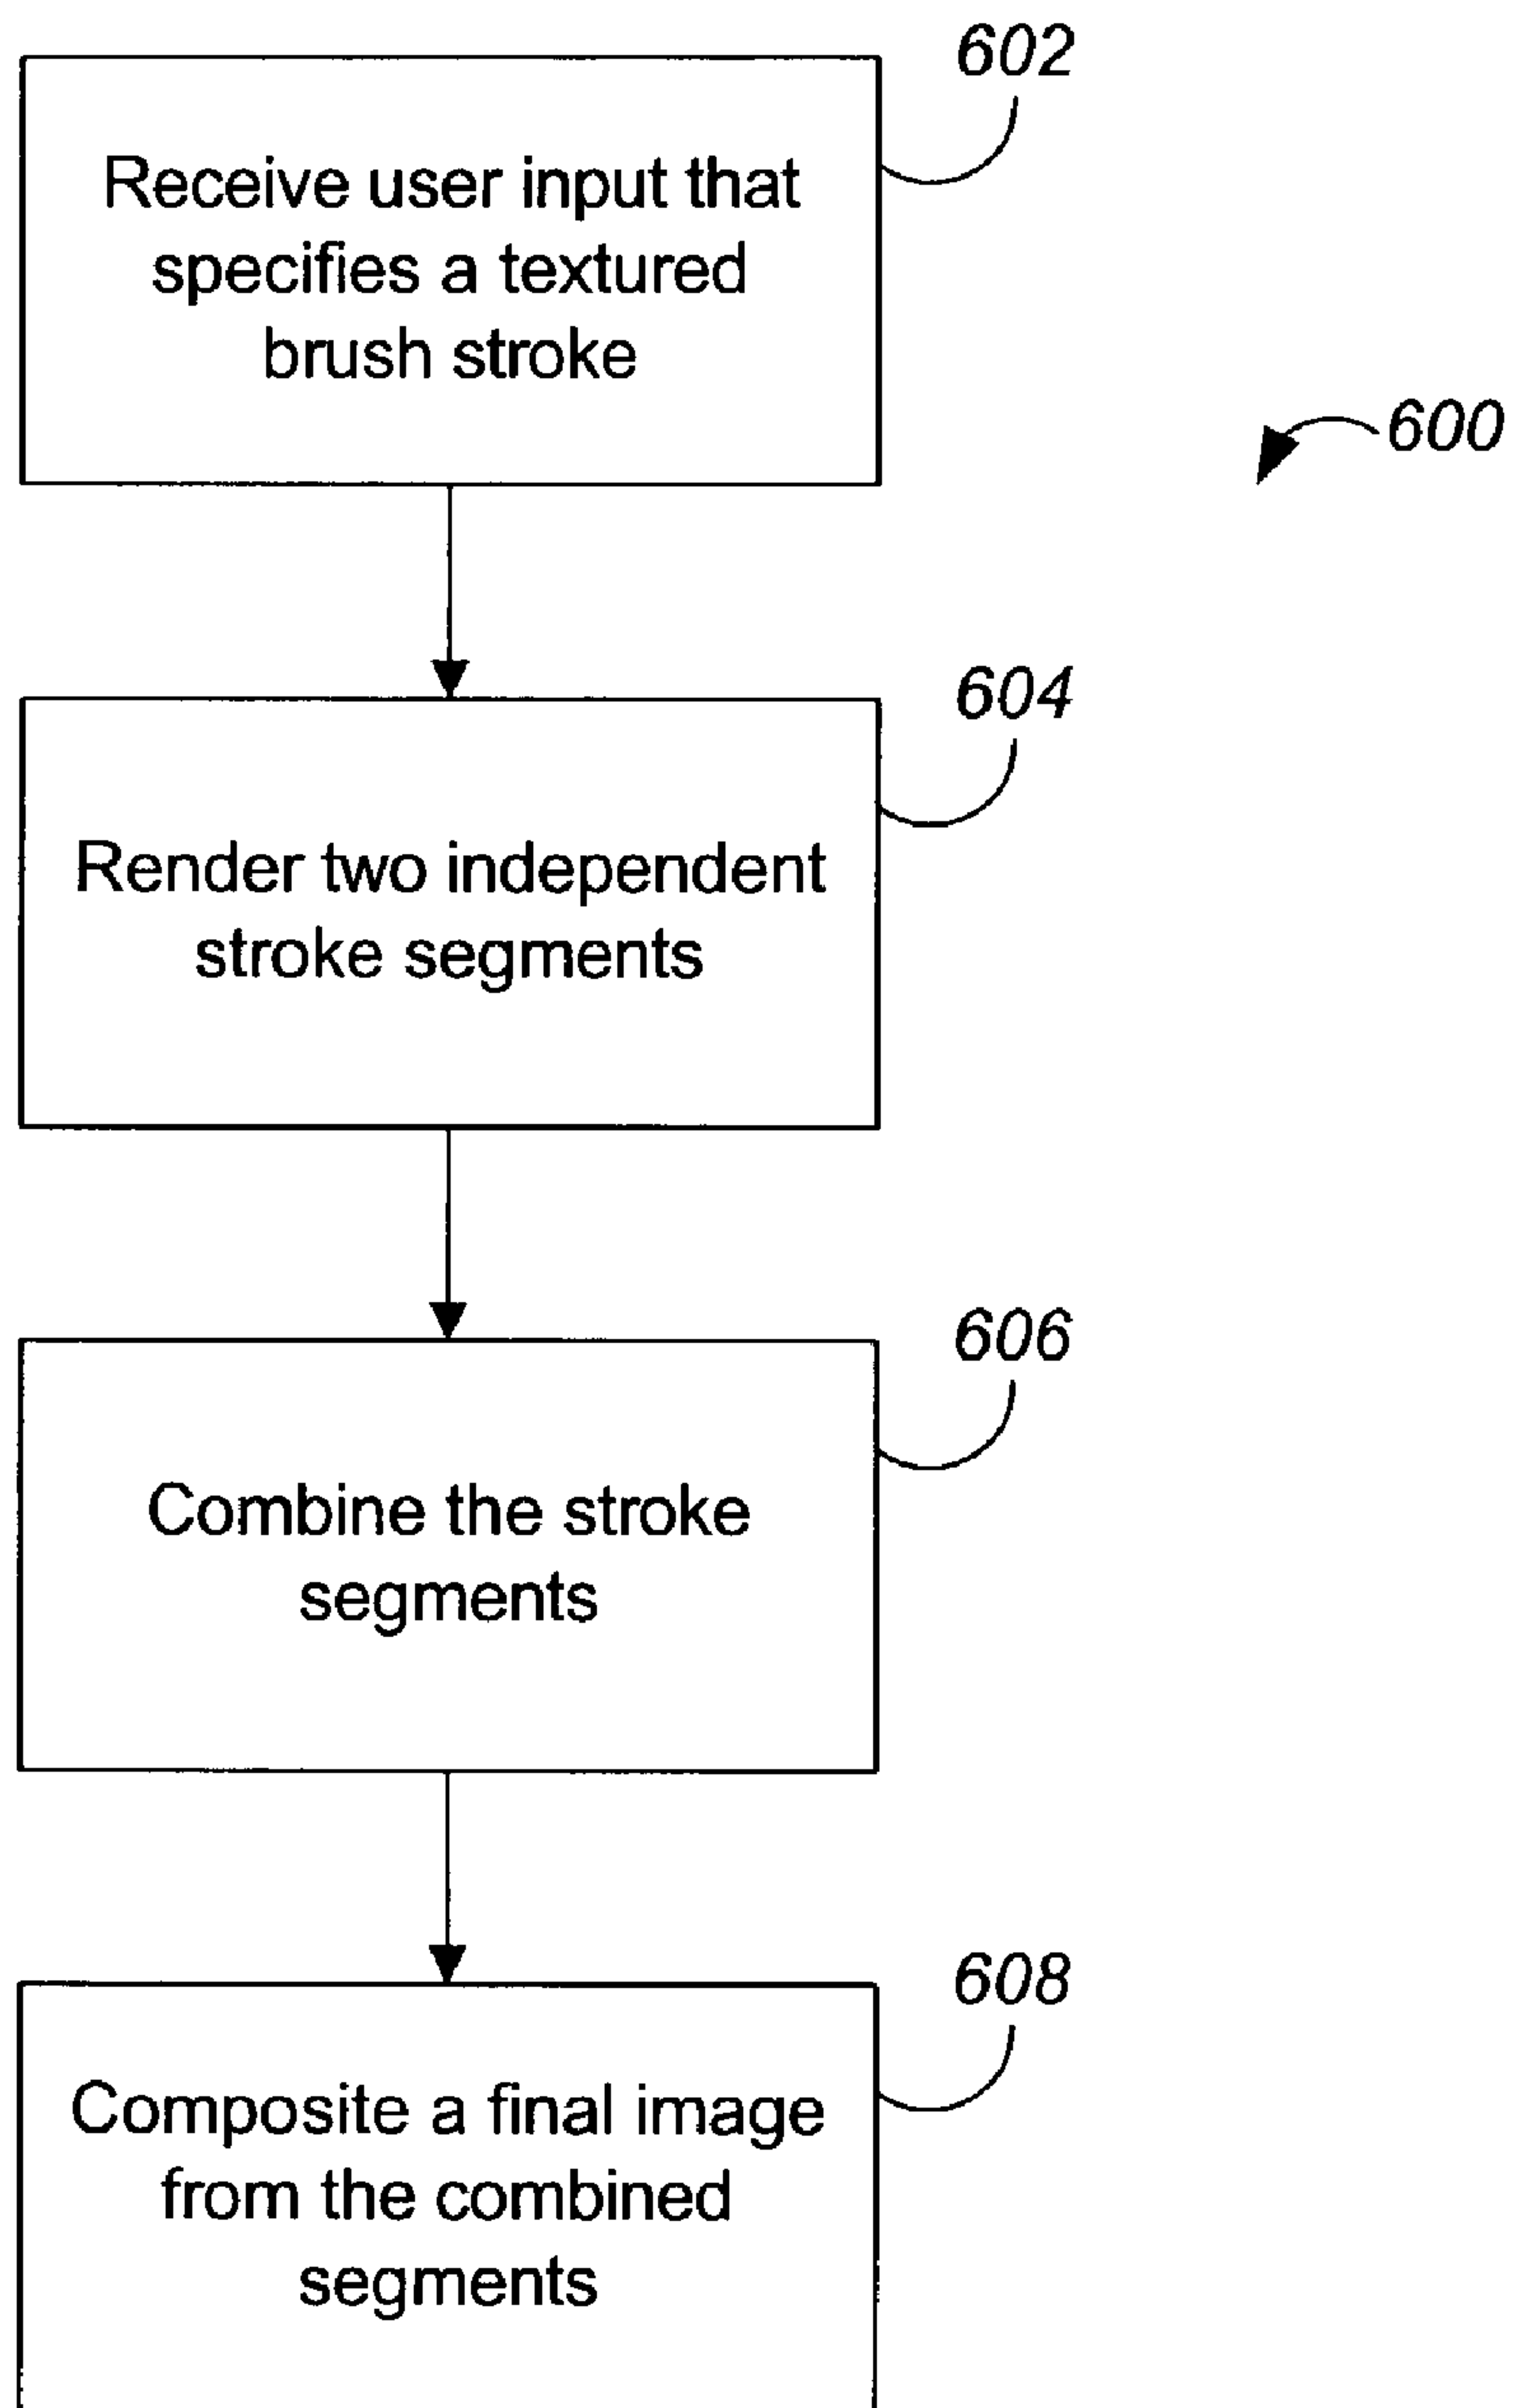 602
Receive user input that
specifies a textured
brush stroke
600
604
Render two independent
stroke segments
606
Combine the stroke
segments
608
Composite a final image
from the combined
segments